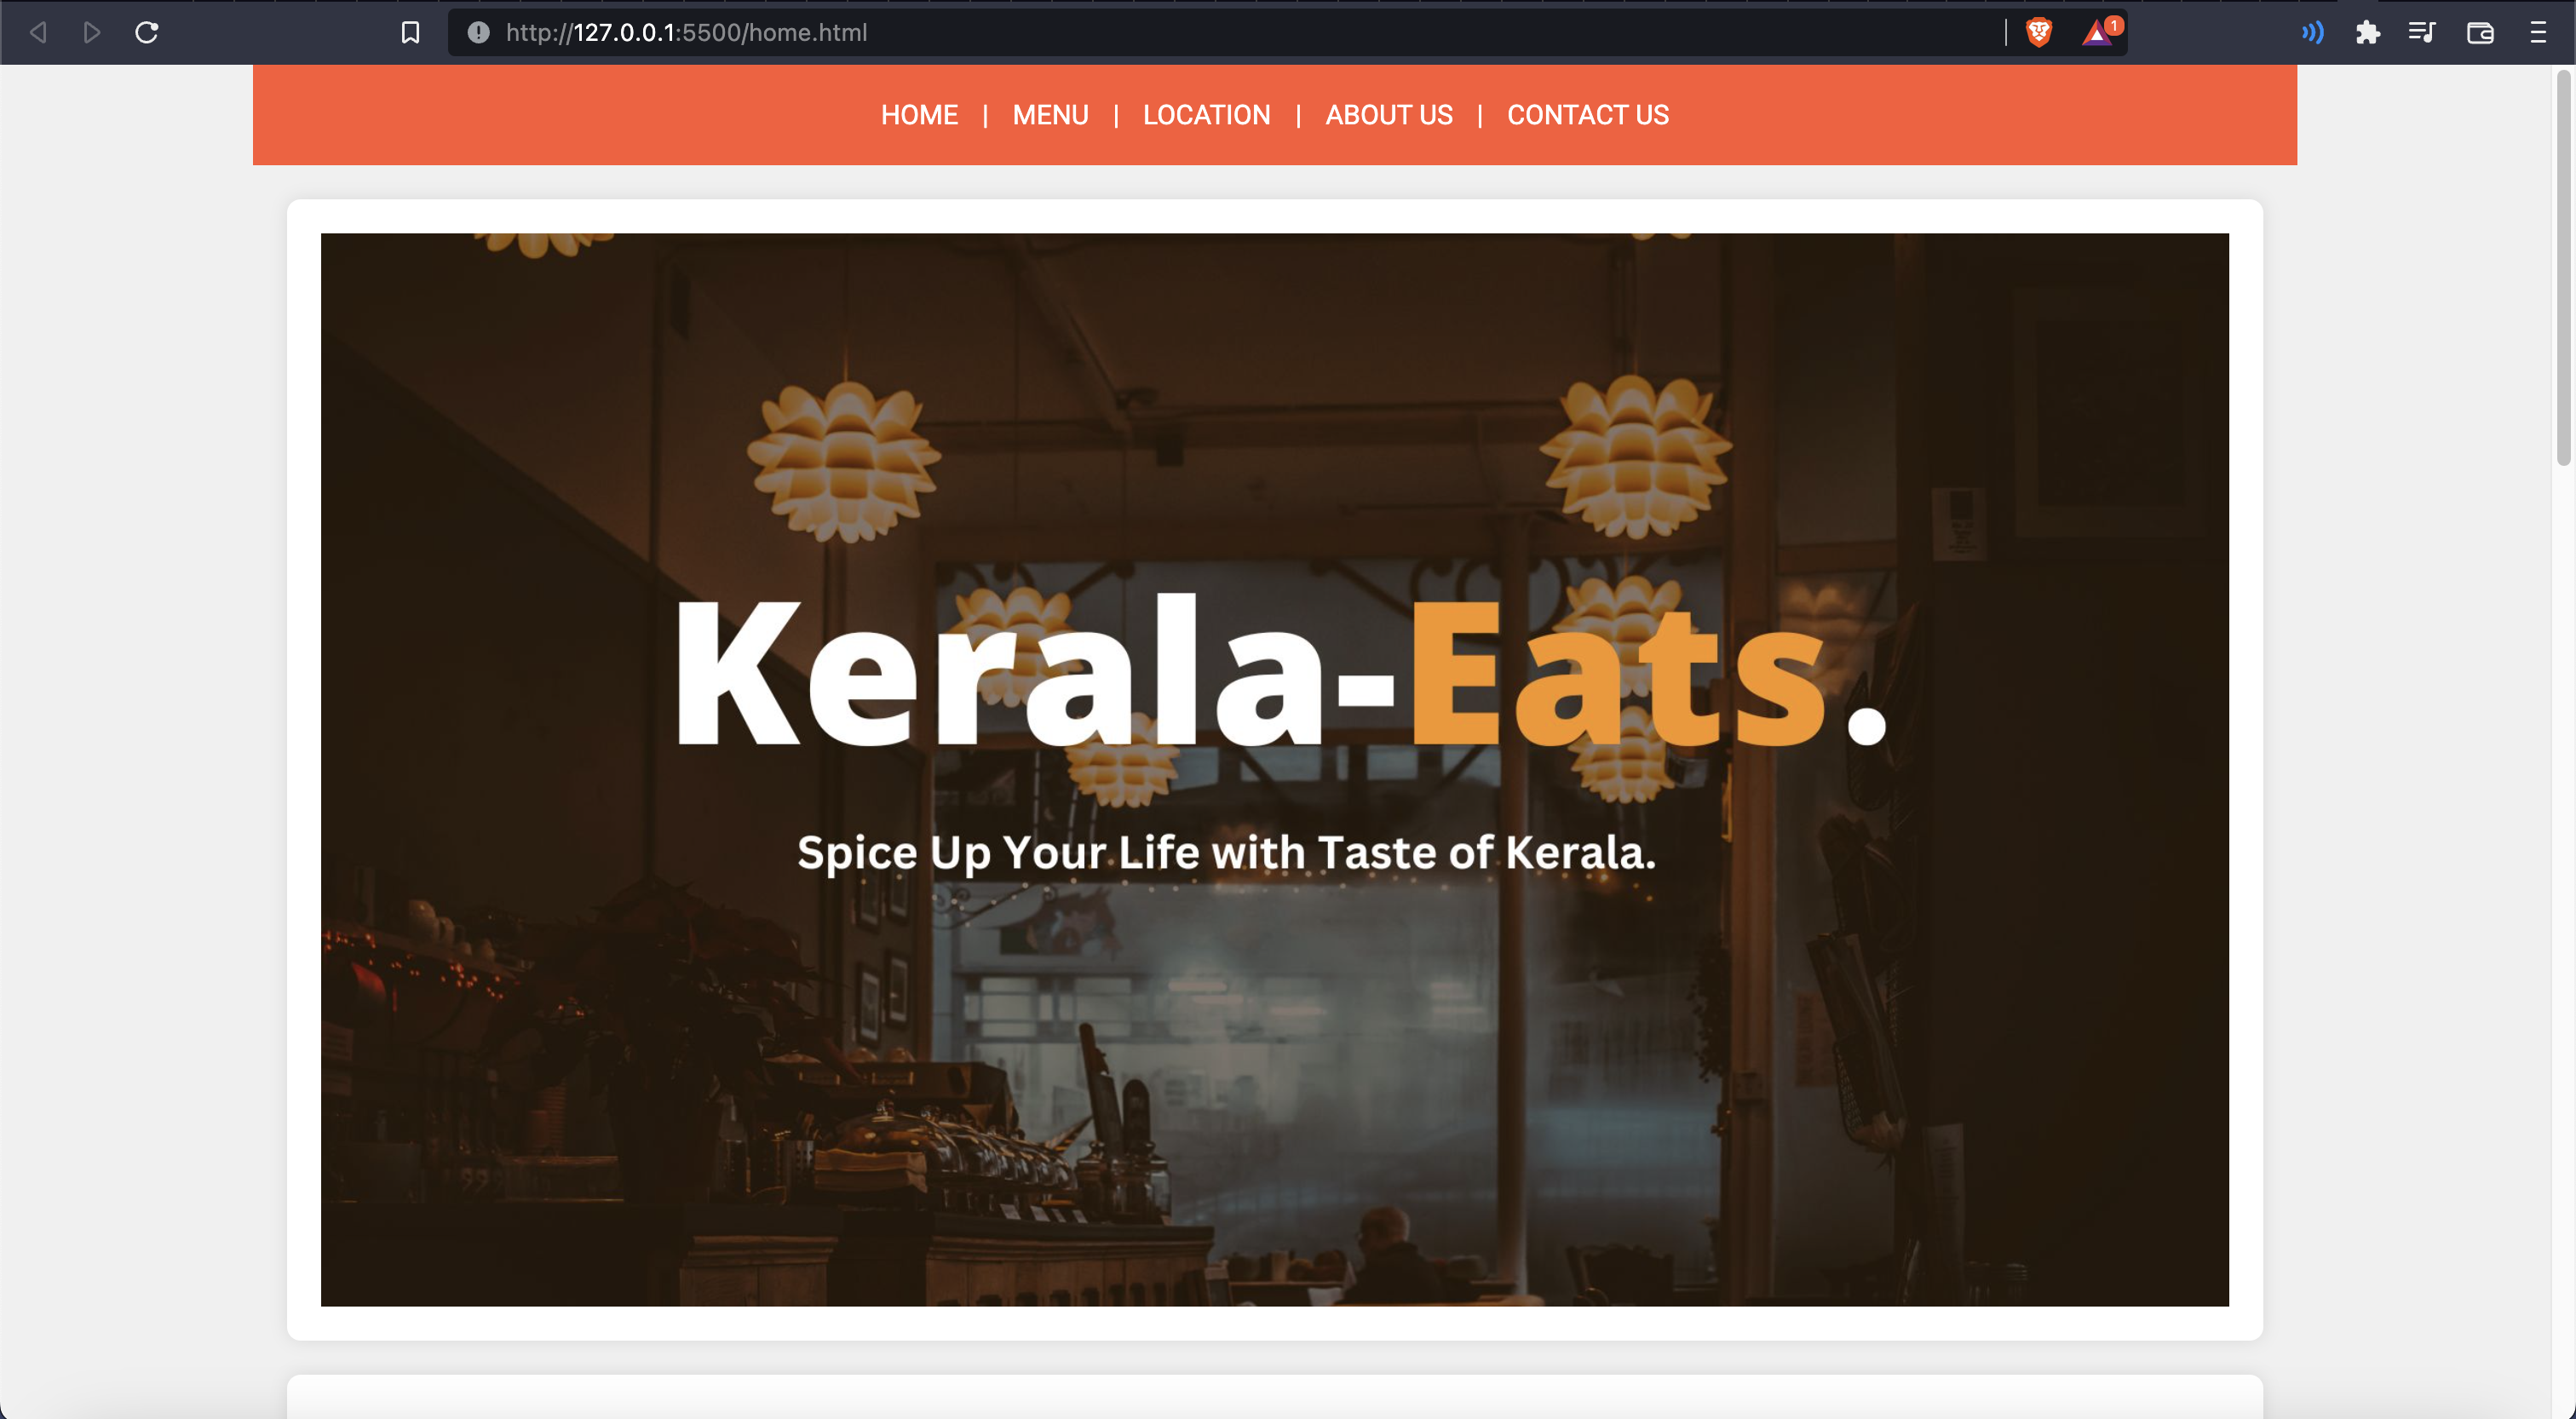 http://127.0.0.1:5500/home.html
1
HOME | MENU | LOCATION | ABOUT US | CONTACT US
Kerala-Eats.
Spice Up Your Life with Taste of Kerala.